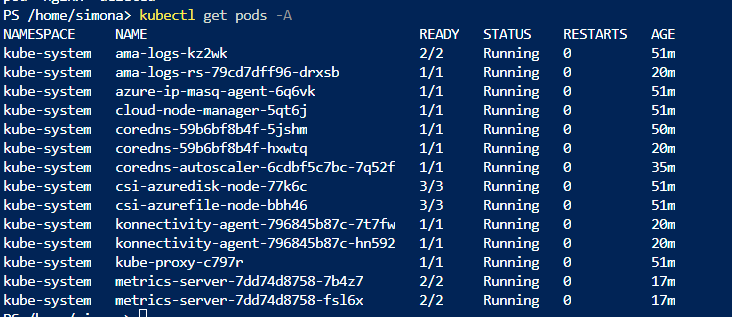 PS /home/simona> kubectl get pods -A
NAMESPACE NAME READY STATUS RESTARTS AGE
kube-system ama-logs-kz2wk 2/2 Running 0 51m
kube-system ama-logs-rs-79cd7dff96-drxsb 1/1 Running 0 20m
kube-system azure-ip-masq-agent-6q6vk 1/1 Running 0 51m
kube-system cloud-node-manager-5qt6j 1/1 Running 0 51m
kube-system coredns-59b6bf8b4f-5jshm 1/1 Running 0 50m
kube-system coredns-59b6bf8b4f-hxwtq 1/1 Running 0 20m
kube-system coredns-autoscaler-6cdbf5c7bc-7q52f 1/1 Running 0 35m
kube-system csi-azuredisk-node-77k6c 3/3 Running 0 51m
kube-system csi-azurefile-node-bbh46 3/3 Running 0 51m
kube-system konnectivity-agent-796845b87c-7t7fw 1/1 Running 0 20m
kube-system konnectivity-agent-796845b87c-hn592 1/1 Running 0 20m
kube-system kube-proxy-c797r 1/1 Running 0 51m
kube-system metrics-server-7dd74d8758-7b4z7 2/2 Running 0 17m
kube-system metrics-server-7dd74d8758-fsl6x 2/2 Running 0 17m
PS /home/simona>